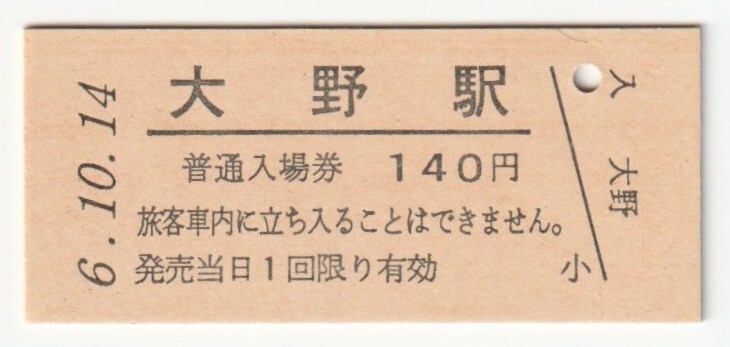 6.10.14
大野駅
普通入場券 140円
旅客車内に立ち入ることはできません。
発売当日1回限り有効
小
入
大野